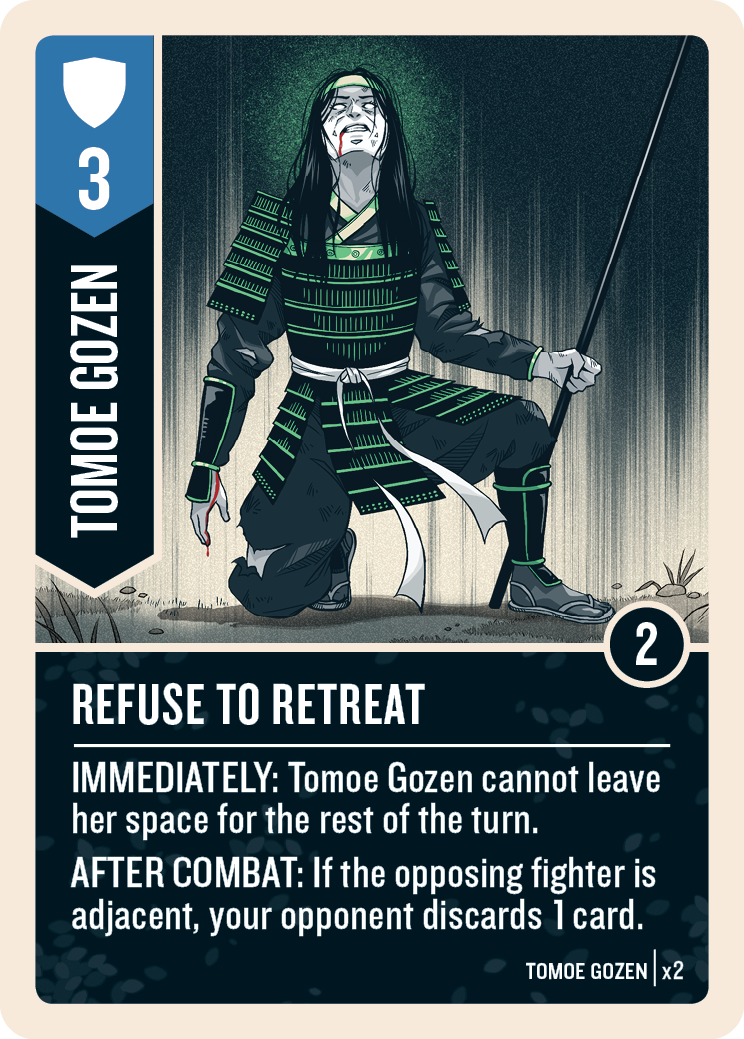 3
TOMOE GOZEN
2
REFUSE TO RETREAT
IMMEDIATELY: Tomoe Gozen cannot leave
her space for the rest of the turn.
AFTER COMBAT: If the opposing fighter is
adjacent, your opponent discards 1 card.
TOMOE GOZEN | x2